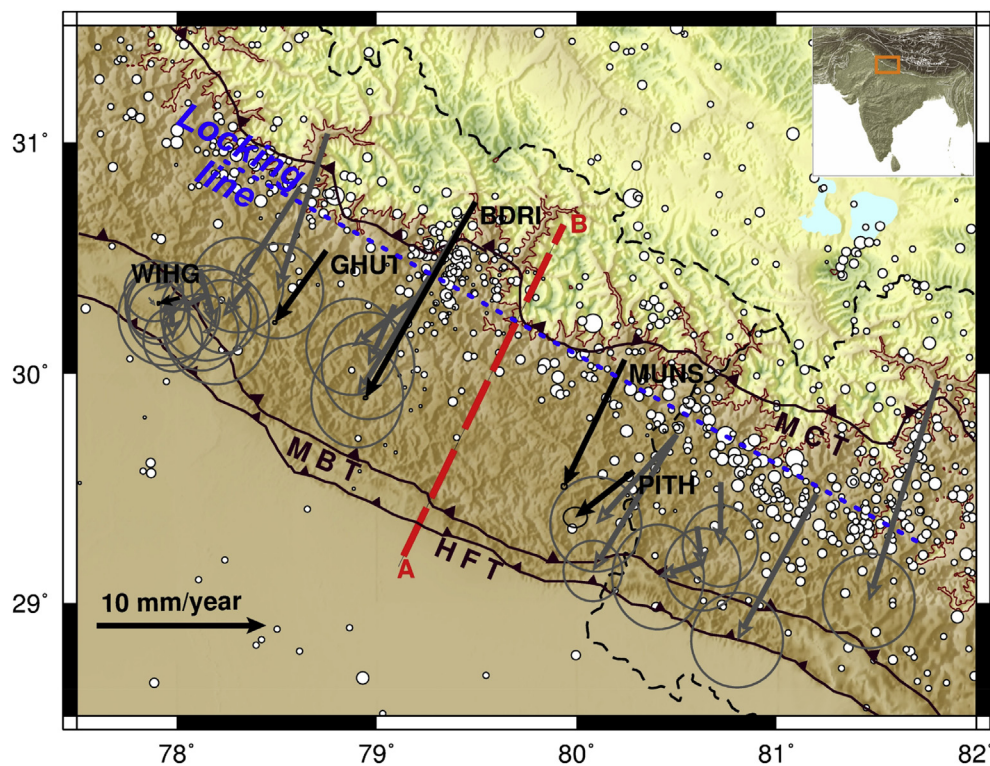 31°
30°
29°
Locking
line
BDRI
B
GHUT
WIHG
MUNS
MCT
PITH
MBT
HFT
A
10 mm/year
78°
79°
80°
81°
82°